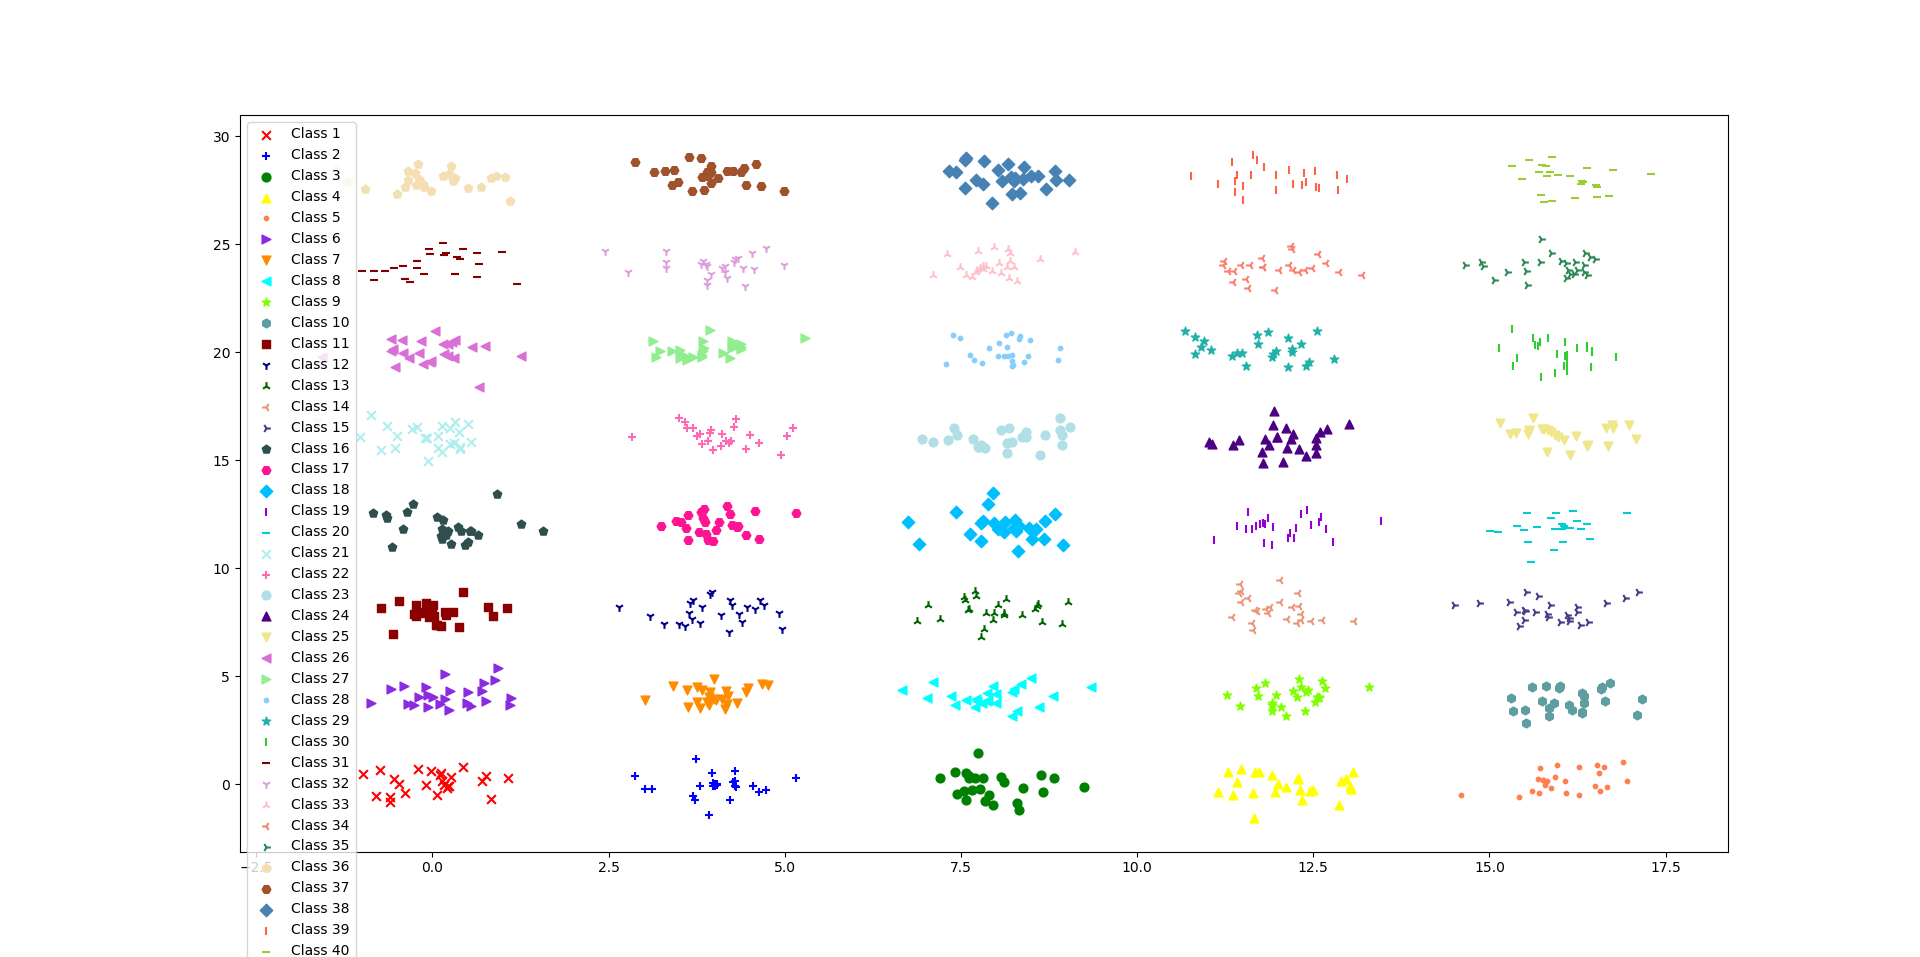 30
25
20
15
10
5
0
Class 1
Class 2
Class 3
Class 4
Class 5
Class 6
Class 7
Class 8
Class 9
Class 10
Class 11
Class 12
Class 13
Class 14
Class 15
Class 16
Class 17
Class 18
Class 19
Class 20
Class 21
Class 22
Class 23
Class 24
Class 25
Class 26
Class 27
Class 28
Class 29
Class 30
Class 31
Class 32
Class 33
Class 34
Class 35
Class 36
Class 37
Class 38
Class 39
Class 40
−2.5 0.0 2.5 5.0 7.5 10.0 12.5 15.0 17.5